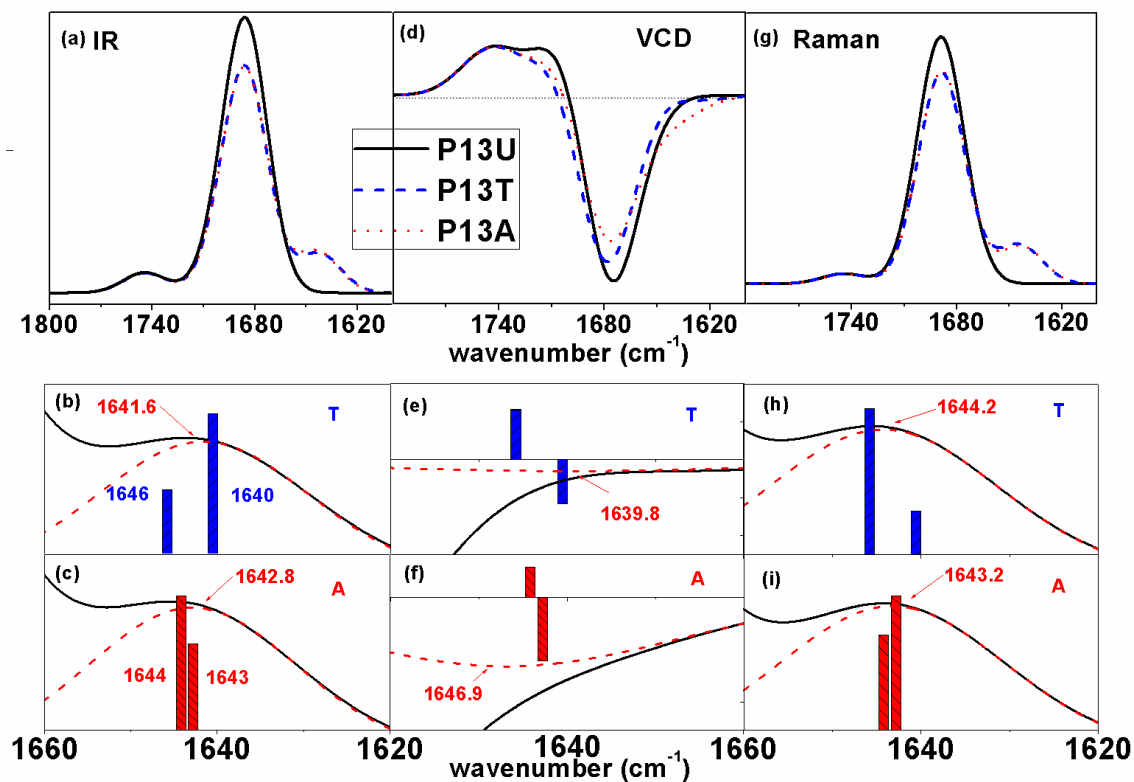 (a) IR
(d) VCD
(g) Raman
P13U
P13T
P13A
1800 1740 1680 1620 1740 1680 1620 1740 1680 1620
wavenumber (cm-1)
(b) T
1641.6
1646 1640
(e) T
1639.8
(h) T
1644.2
(c) A
1642.8
1644 1643
(f) A
1646.9
(i) A
1643.2
1660 1640 1620 1640 1660 1640 1620
wavenumber (cm-1)